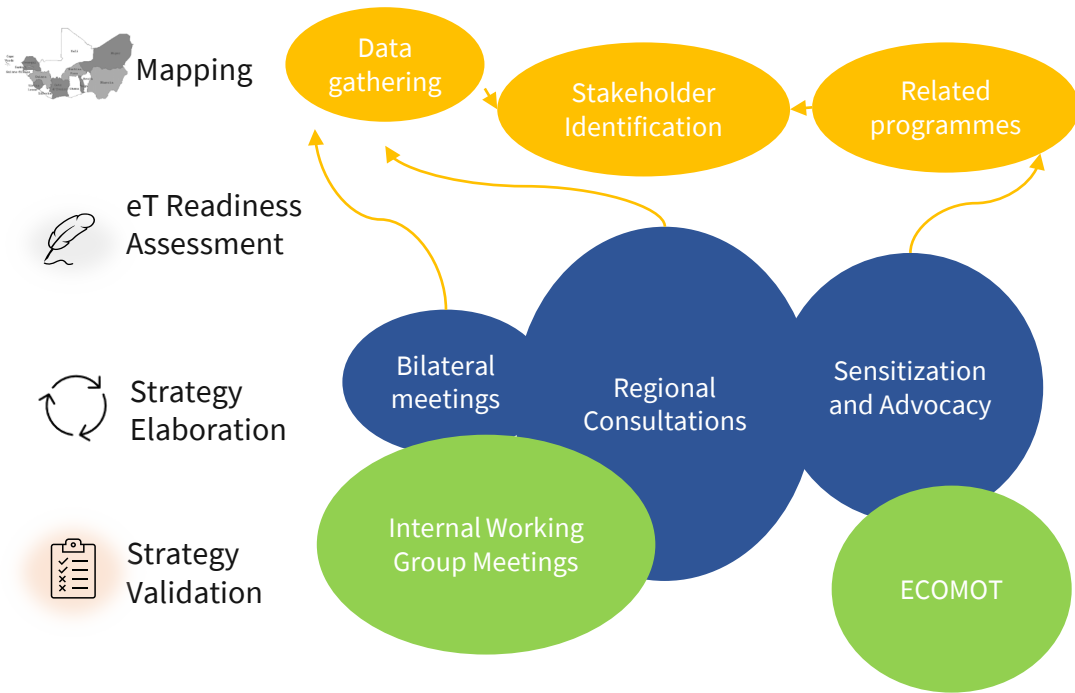 Mapping
Data
gathering
Stakeholder
Identification
Related
programmes
eT Readiness
Assessment
Strategy
Elaboration
Bilateral
meetings
Regional
Consultations
Sensitization
and Advocacy
Internal Working
Group Meetings
Strategy
Validation
ECOMOT